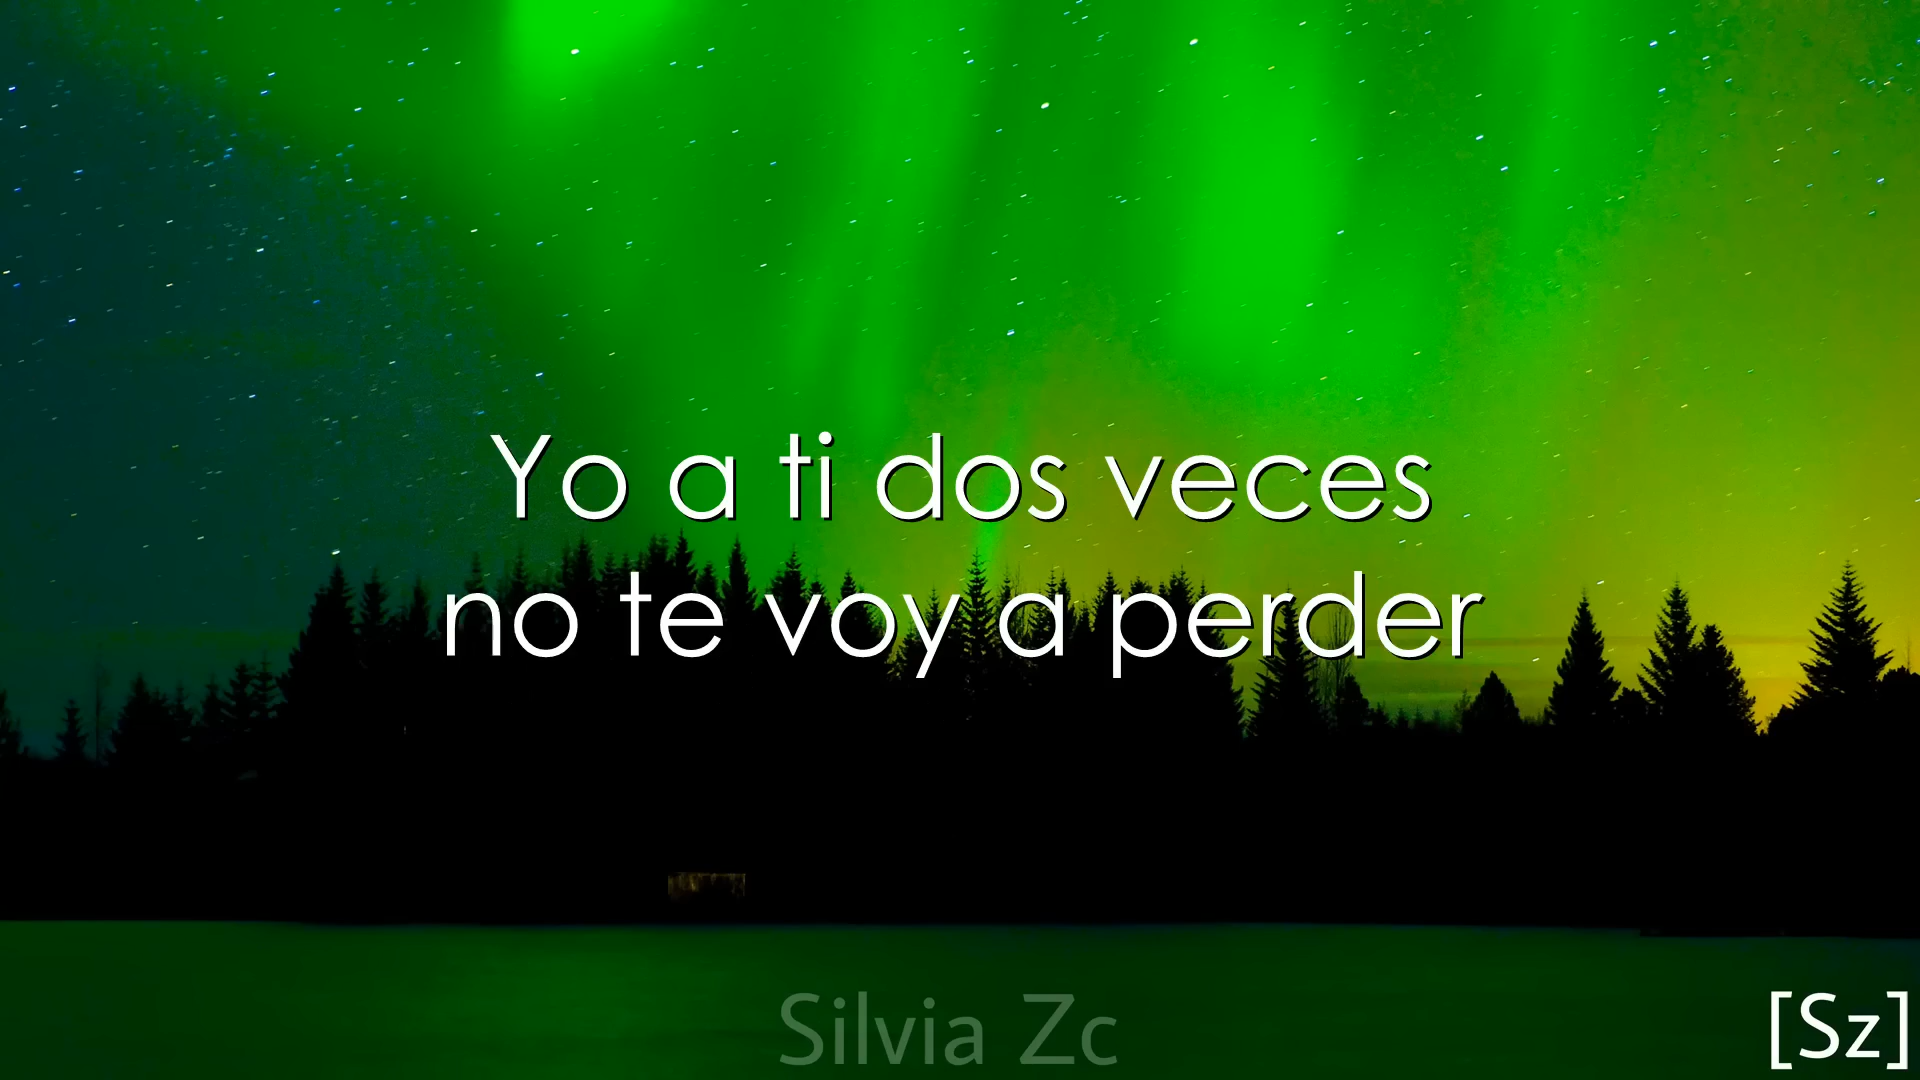 Yo a ti dos veces
no te voy a perder
Silvia Zc
[Sz]